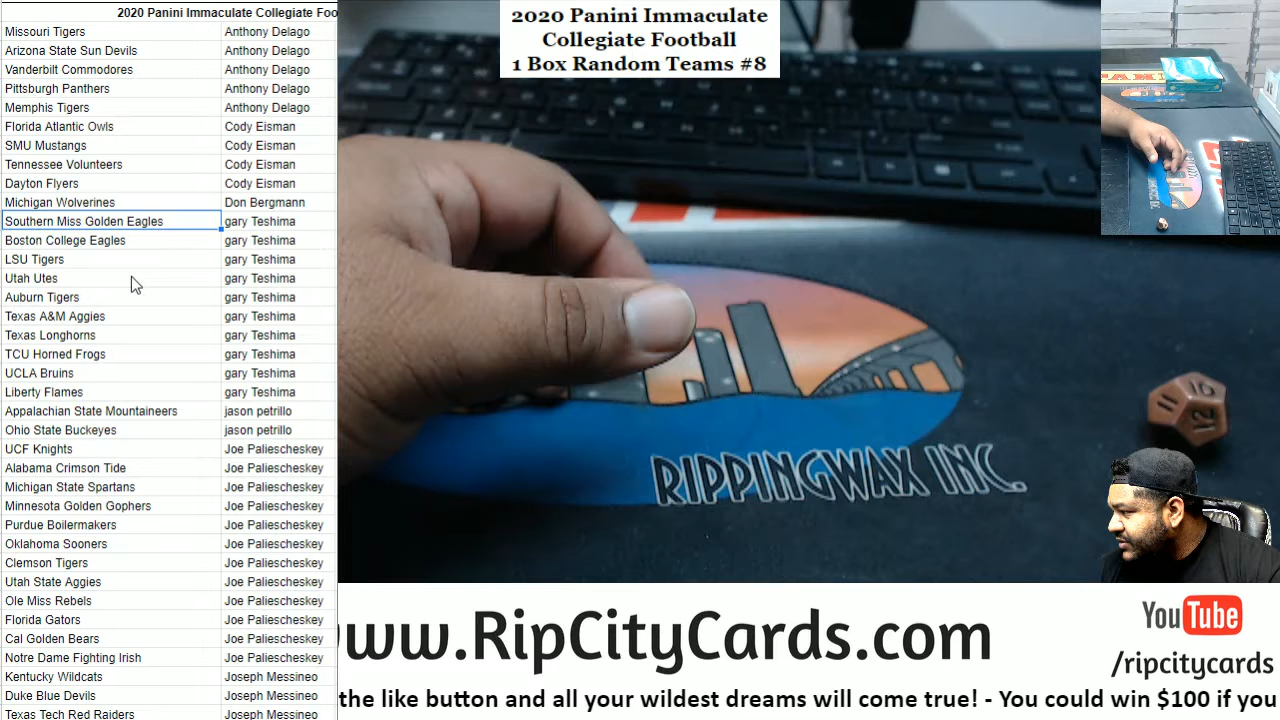 2020 Panini Immaculate Collegiate Foo
Missouri Tigers Anthony Delago
Arizona State Sun Devils Anthony Delago
Vanderbilt Commodores Anthony Delago
Pittsburgh Panthers Anthony Delago
Memphis Tigers Anthony Delago
Florida Atlantic Owls Cody Eisman
SMU Mustangs Cody Eisman
Tennessee Volunteers Cody Eisman
Dayton Flyers Cody Eisman
Michigan Wolverines Don Bergmann
Southern Miss Golden Eagles gary Teshima
Boston College Eagles gary Teshima
LSU Tigers gary Teshima
Utah Utes gary Teshima
Auburn Tigers gary Teshima
Texas A&M Aggies gary Teshima
Texas Longhorns gary Teshima
TCU Horned Frogs gary Teshima
UCLA Bruins gary Teshima
Liberty Flames gary Teshima
Appalachian State Mountaineers jason petrillo
Ohio State Buckeyes jason petrillo
UCF Knights Joe Paliescheskey
Alabama Crimson Tide Joe Paliescheskey
Michigan State Spartans Joe Paliescheskey
Minnesota Golden Gophers Joe Paliescheskey
Purdue Boilermakers Joe Paliescheskey
Oklahoma Sooners Joe Paliescheskey
Clemson Tigers Joe Paliescheskey
Utah State Aggies Joe Paliescheskey
Ole Miss Rebels Joe Paliescheskey
Florida Gators Joe Paliescheskey
Cal Golden Bears Joe Paliescheskey
Notre Dame Fighting Irish Joe Paliescheskey
Kentucky Wildcats Joseph Messineo
Duke Blue Devils Joseph Messineo
Texas Tech Red Raiders Joseph Messineo
2020 Panini Immaculate
Collegiate Football
1 Box Random Teams #8
RIPPINGWAX INC.
11
12
www.RipCityCards.com
YouTube
/ripcitycards
the like button and all your wildest dreams will come true! - You could win $100 if you